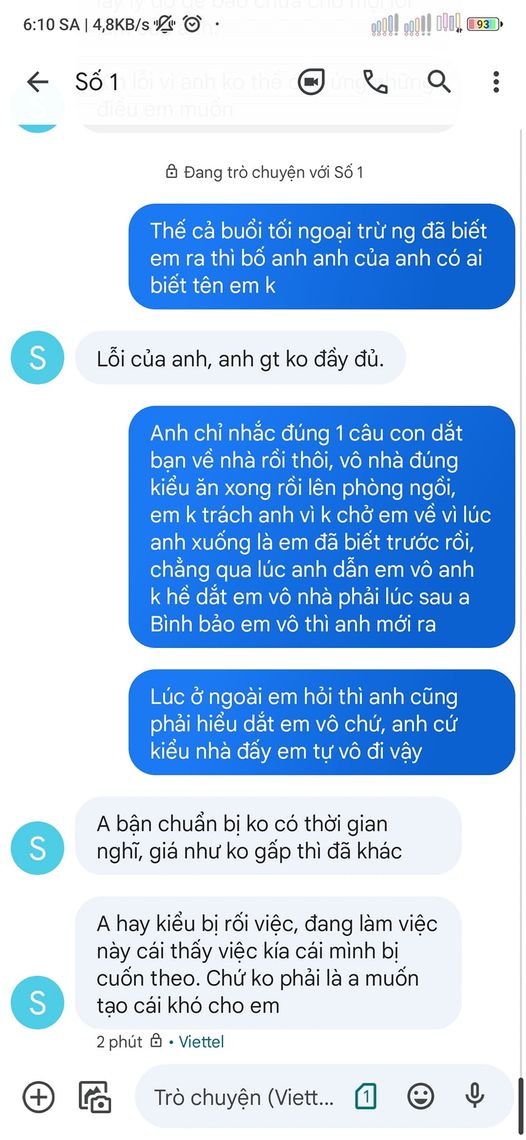 6:10 SA | 4,8KB/s
93
Số 1
điều em muốn
Đang trò chuyện với Số 1
Thế cả buổi tối ngoại trừ ng đã biết
em ra thì bố anh anh của anh có ai
biết tên em k
S
Lỗi của anh, anh gt ko đầy đủ.
Anh chỉ nhắc đúng 1 câu con dắt
bạn về nhà rồi thôi, vô nhà đúng
kiểu ăn xong rồi lên phòng ngồi,
em k trách anh vì k chở em về vì lúc
anh xuống là em đã biết trước rồi,
chẳng qua lúc anh dẫn em vô anh
k hề dắt em vô nhà phải lúc sau a
Bình bảo em vô thì anh mới ra
Lúc ở ngoài em hỏi thì anh cũng
phải hiểu dắt em vô chứ, anh cứ
kiểu nhà đấy em tự vô đi vậy
S
A bận chuẩn bị ko có thời gian
nghĩ, giá như ko gấp thì đã khác
A hay kiểu bị rối việc, đang làm việc
này cái thấy việc kía cái mình bị
cuốn theo. Chứ ko phải là a muốn
tạo cái khó cho em
S
2 phút • Viettel
Trò chuyện (Viett...
1